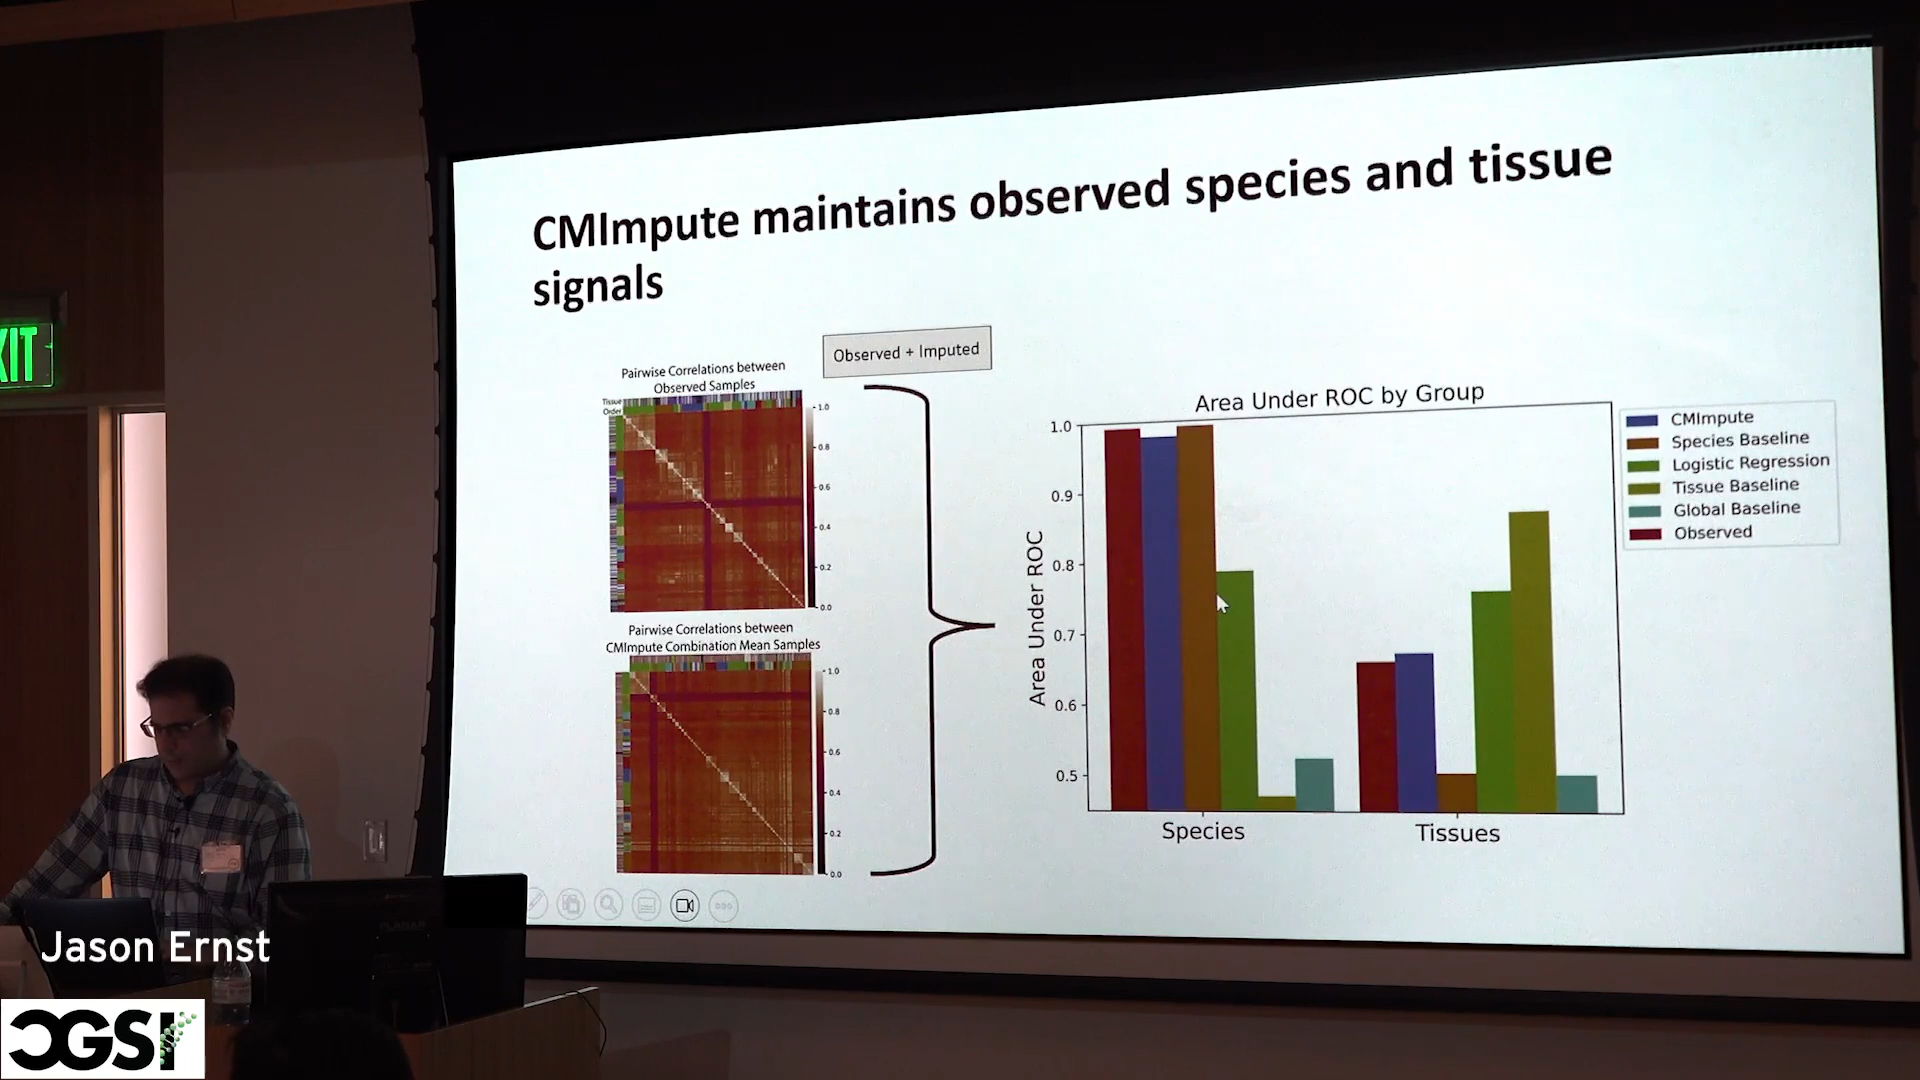 CMImpute maintains observed species and tissue
signals
Observed + Imputed
Pairwise Correlations between
Observed Samples
Tissue
Order
1.0
0.8
0.6
0.4
0.2
0.0
Pairwise Correlations between
CMImpute Combination Mean Samples
1.0
0.8
0.6
0.4
0.2
0.0
Area Under ROC by Group
Area Under ROC
1.0
0.9
0.8
0.7
0.6
0.5
Species
Tissues
CMImpute
Species Baseline
Logistic Regression
Tissue Baseline
Global Baseline
Observed
XIT
Jason Ernst
CGSI